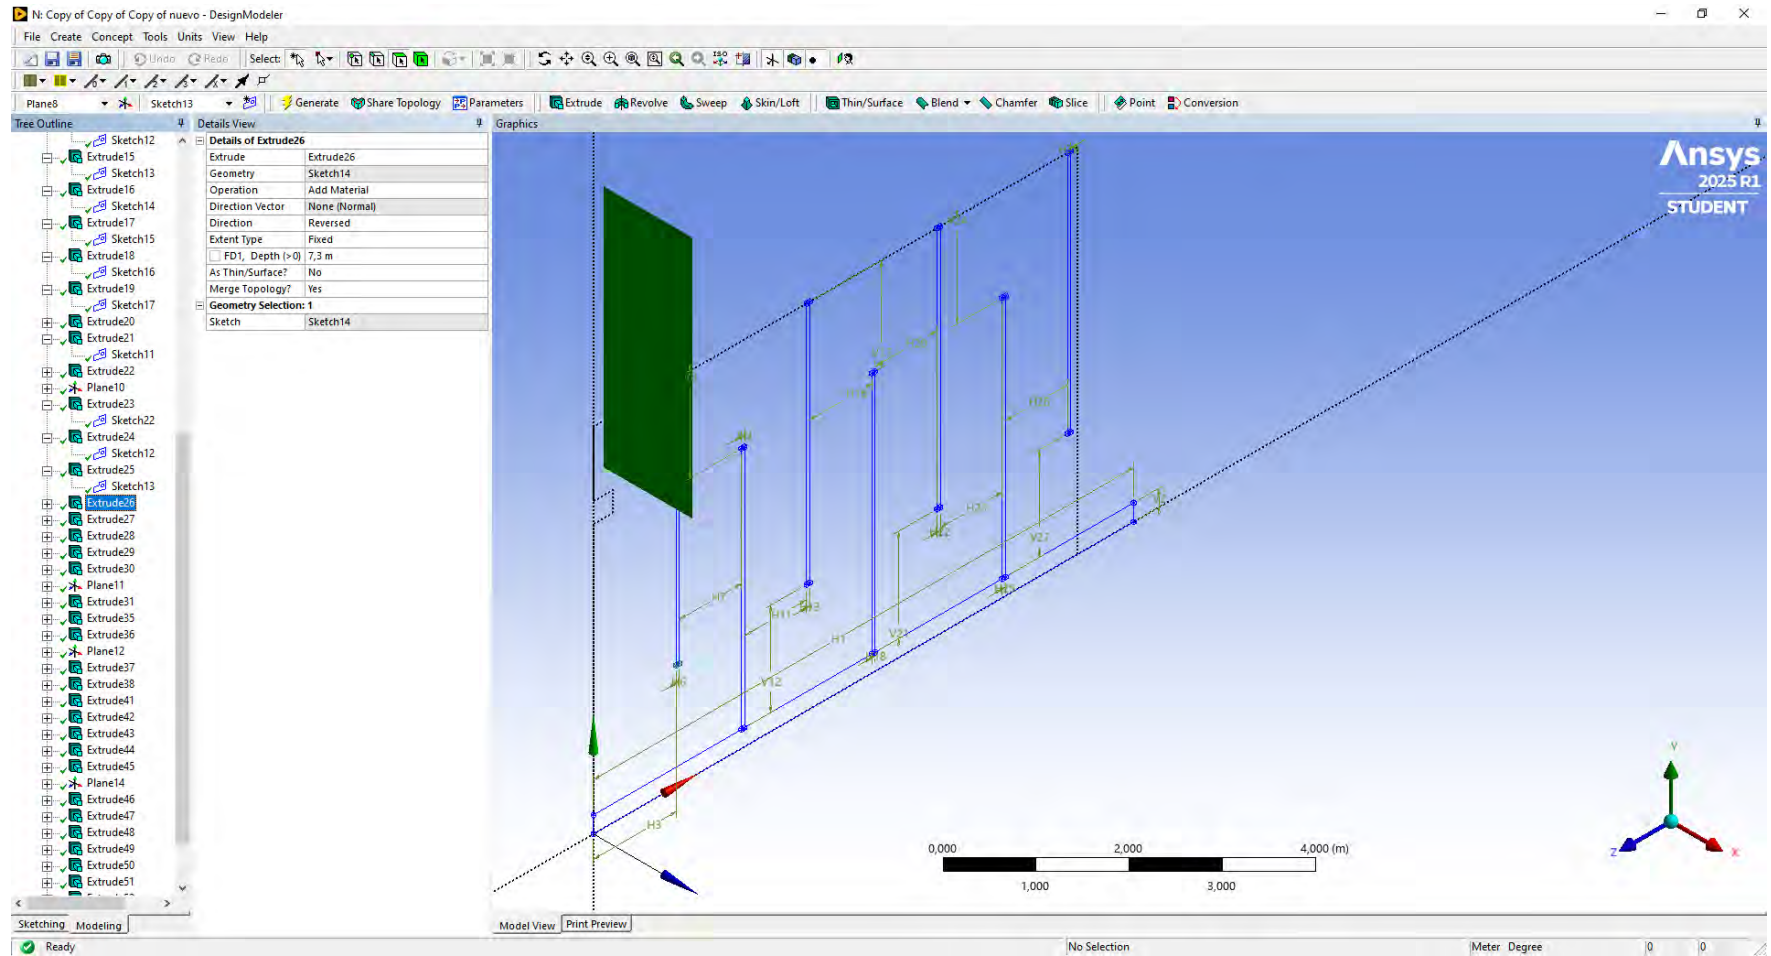 N: Copy of Copy of Copy of nuevo - DesignModeler
File Create Concept Tools Units View Help
Undo Redo Select:
ISO
Plane8 Sketch13 Generate Share Topology Parameters Extrude Revolve Sweep Skin/Loft Thin/Surface Blend Chamfer Slice Point Conversion
Tree Outline
Sketch12
Extrude15
Sketch13
Extrude16
Sketch14
Extrude17
Sketch15
Extrude18
Sketch16
Extrude19
Sketch17
Extrude20
Extrude21
Sketch11
Extrude22
Plane10
Extrude23
Sketch22
Extrude24
Sketch12
Extrude25
Sketch13
Extrude26
Extrude27
Extrude28
Extrude29
Extrude30
Plane11
Extrude31
Extrude35
Extrude36
Plane12
Extrude37
Extrude38
Extrude41
Extrude42
Extrude43
Extrude44
Extrude45
Plane14
Extrude46
Extrude47
Extrude48
Extrude49
Extrude50
Extrude51
Sketching Modeling
Details View
Details of Extrude26
Extrude Extrude26
Geometry Sketch14
Operation Add Material
Direction Vector None (Normal)
Direction Reversed
Extent Type Fixed
FD1, Depth (>0) 7,3 m
As Thin/Surface? No
Merge Topology? Yes
Geometry Selection: 1
Sketch Sketch14
Graphics
Ansys
2025 R1
STUDENT
V27
H11
H1
V21
V12
H3
0,000 2,000 4,000 (m)
1,000 3,000
Y
Z X
Model View Print Preview
Ready No Selection Meter Degree 0 0